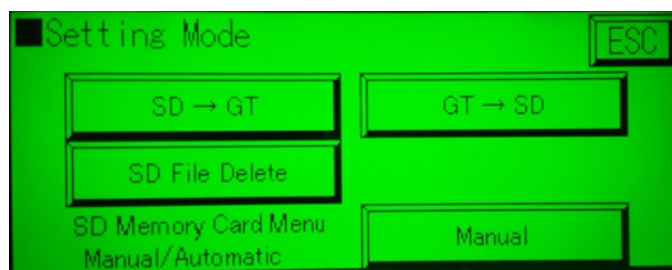 ■Setting Mode
ESC
SD → GT
GT → SD
SD File Delete
SD Memory Card Menu
Manual/Automatic
Manual